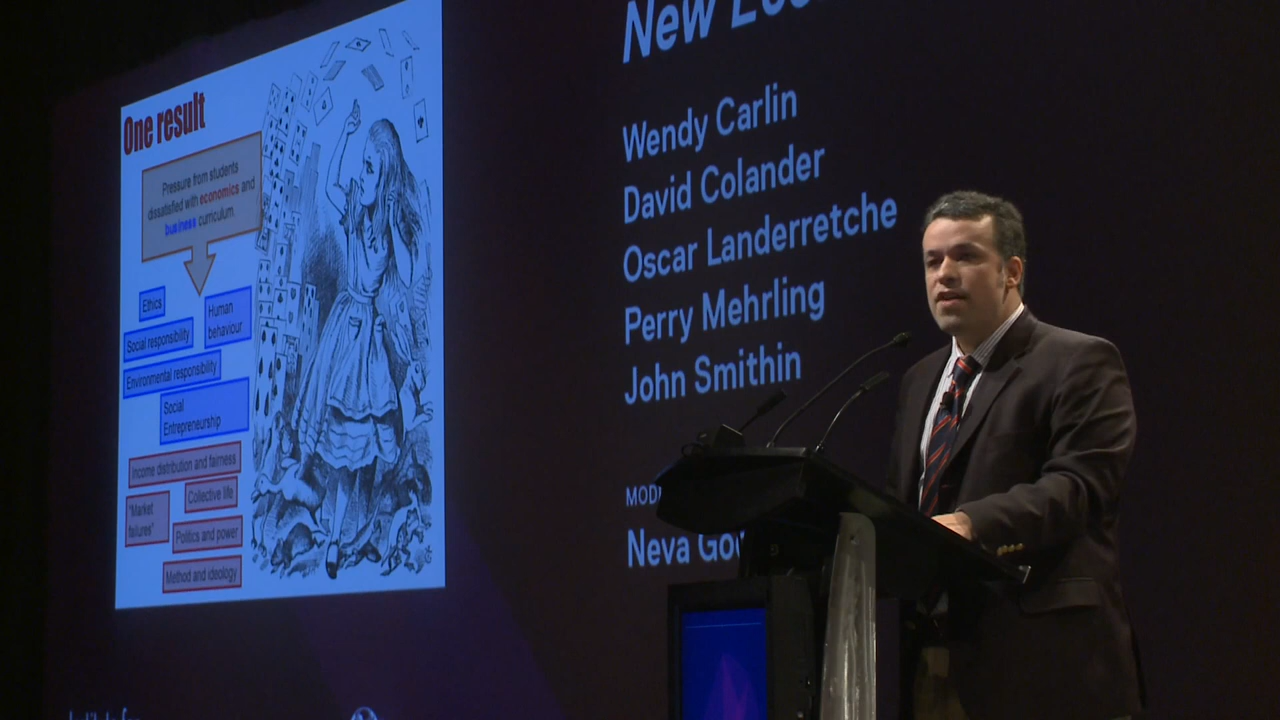 One result
Pressure from students
dissatisfied with economics and
business curriculum
Ethics
Human
behaviour
Social responsibility
Environmental responsibility
Social
Entrepreneurship
Income distribution and fairness
"Market
failures"
Collective life
Politics and power
Method and ideology
New
Wendy Carlin
David Colander
Oscar Landerretche
Perry Mehrling
John Smithin
Neva